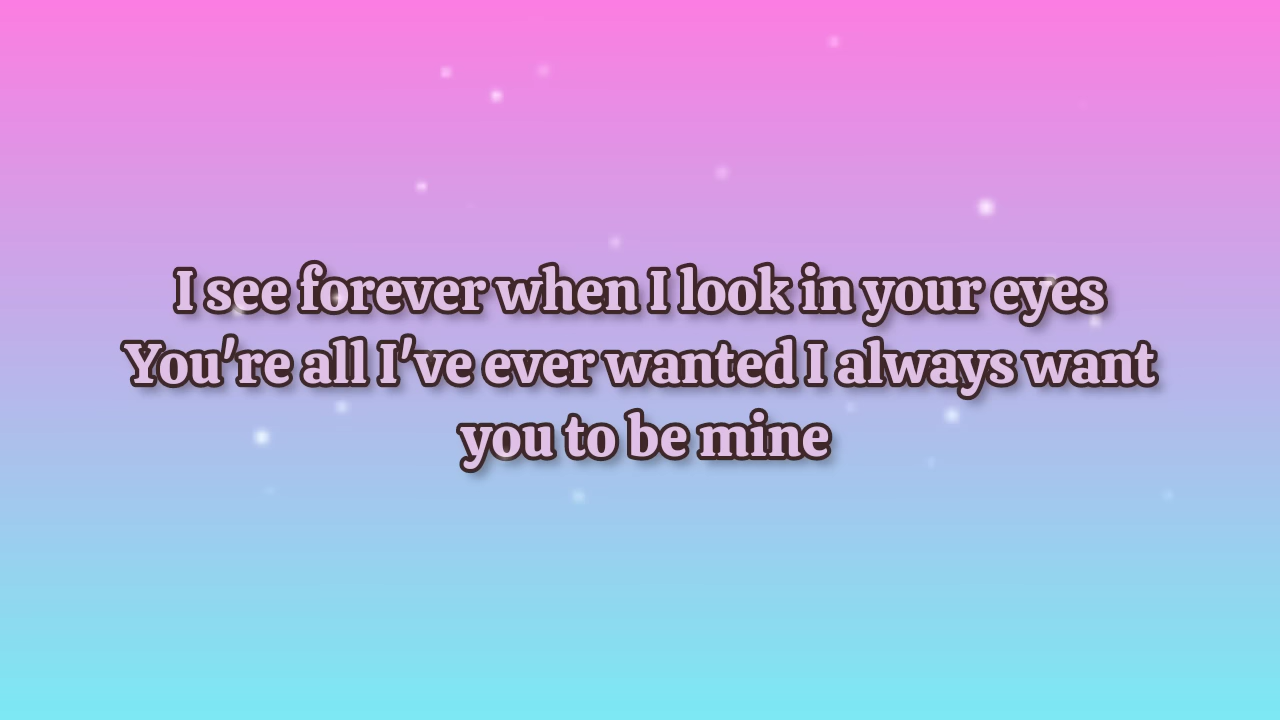 I see forever when I look in your eyes
You're all I've ever wanted I always want
you to be mine